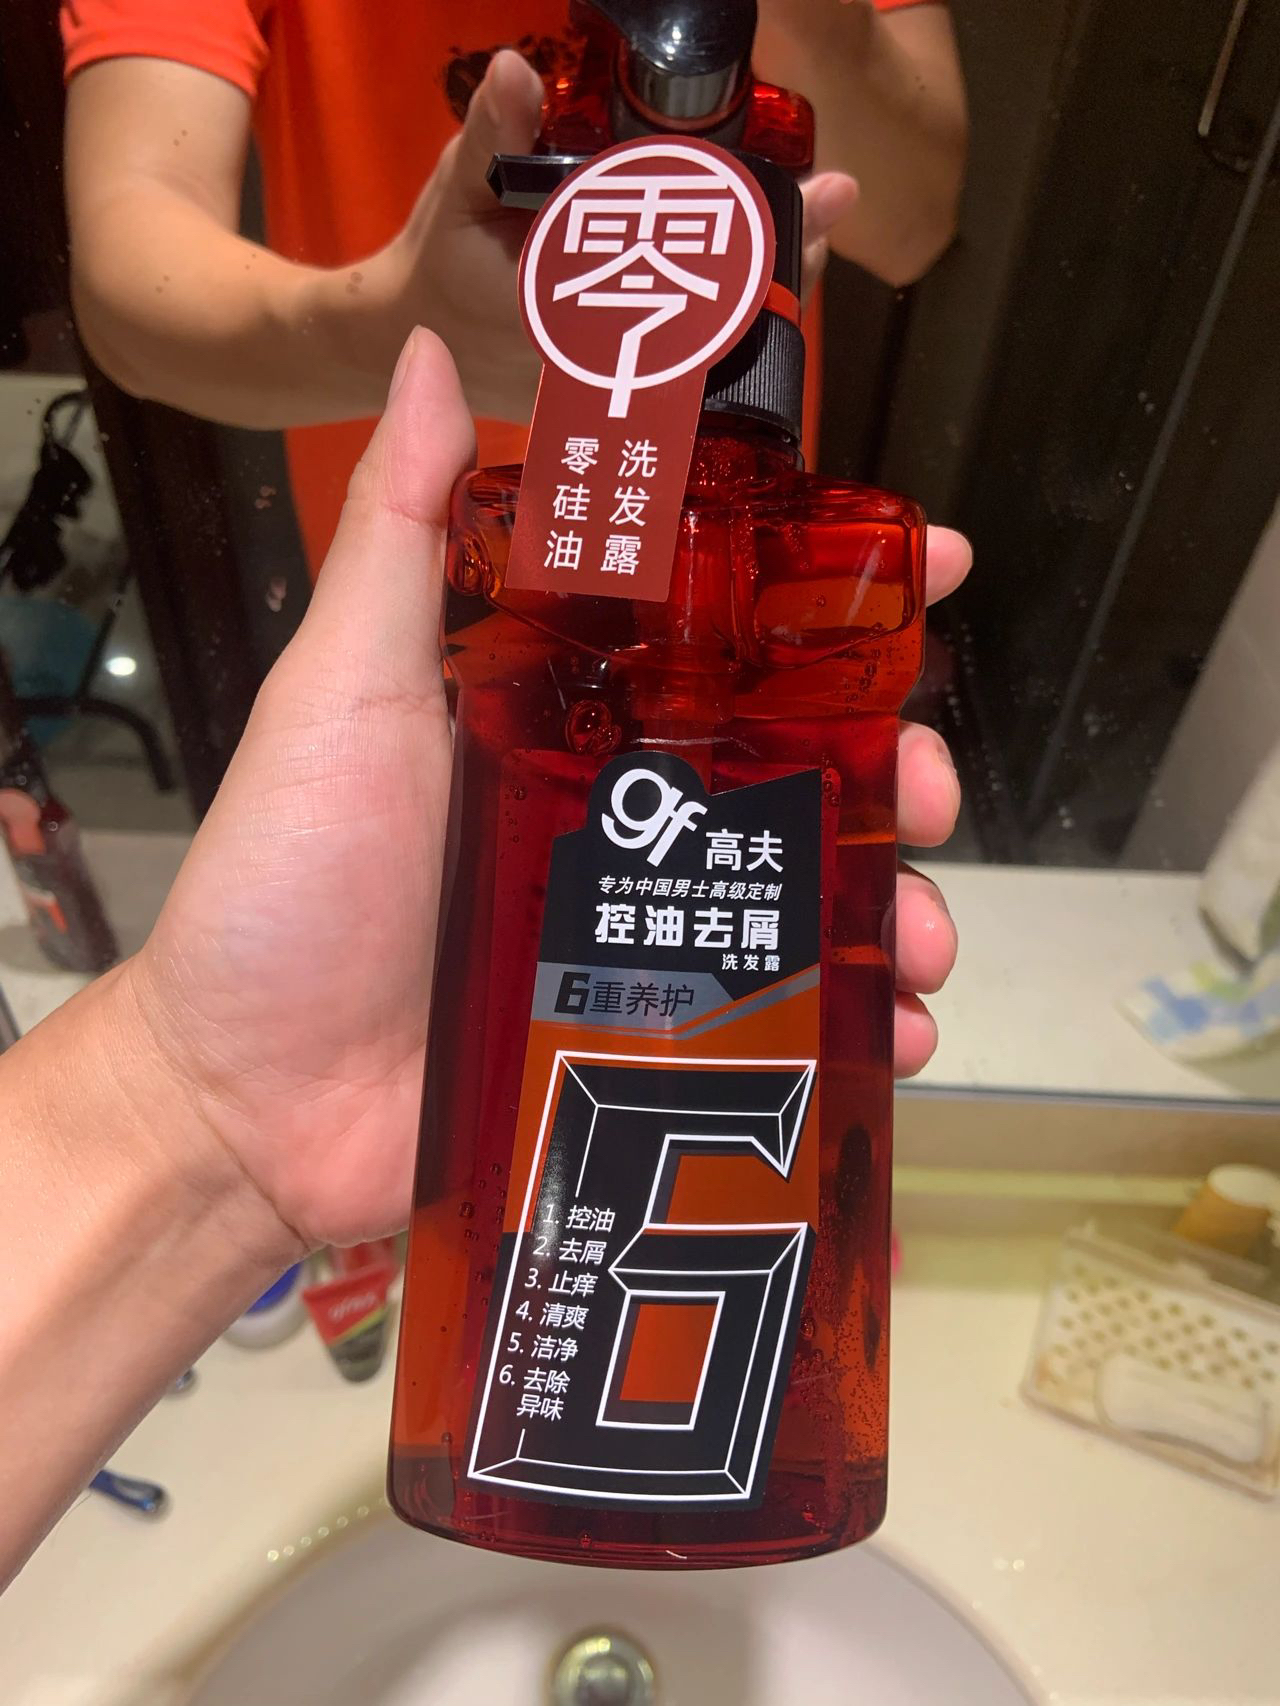 零
零硅油
洗发露
gf 高夫
专为中国男士高级定制
控油去屑
洗发露
6重养护
6
1. 控油
2. 去屑
3. 止痒
4. 清爽
5. 洁净
6. 去除
异味